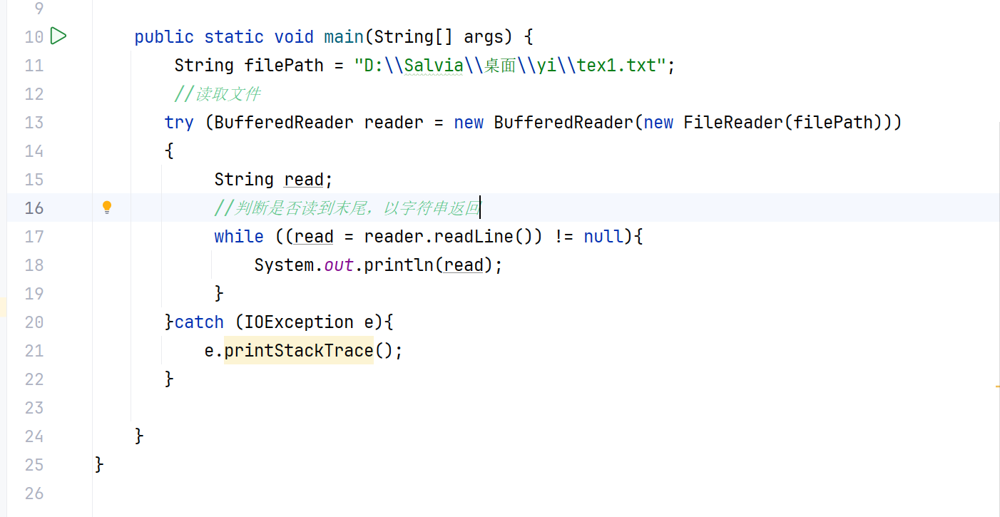 9
10 public static void main(String[] args) {
11 String filePath = "D:\\Salvia\\桌面\\yi\\tex1.txt";
12 //读取文件
13 try (BufferedReader reader = new BufferedReader(new FileReader(filePath)))
14 {
15 String read;
16 //判断是否读到末尾，以字符串返回
17 while ((read = reader.readLine()) != null){
18 System.out.println(read);
19 }
20 }catch (IOException e){
21 e.printStackTrace();
22 }
23
24 }
25 }
26